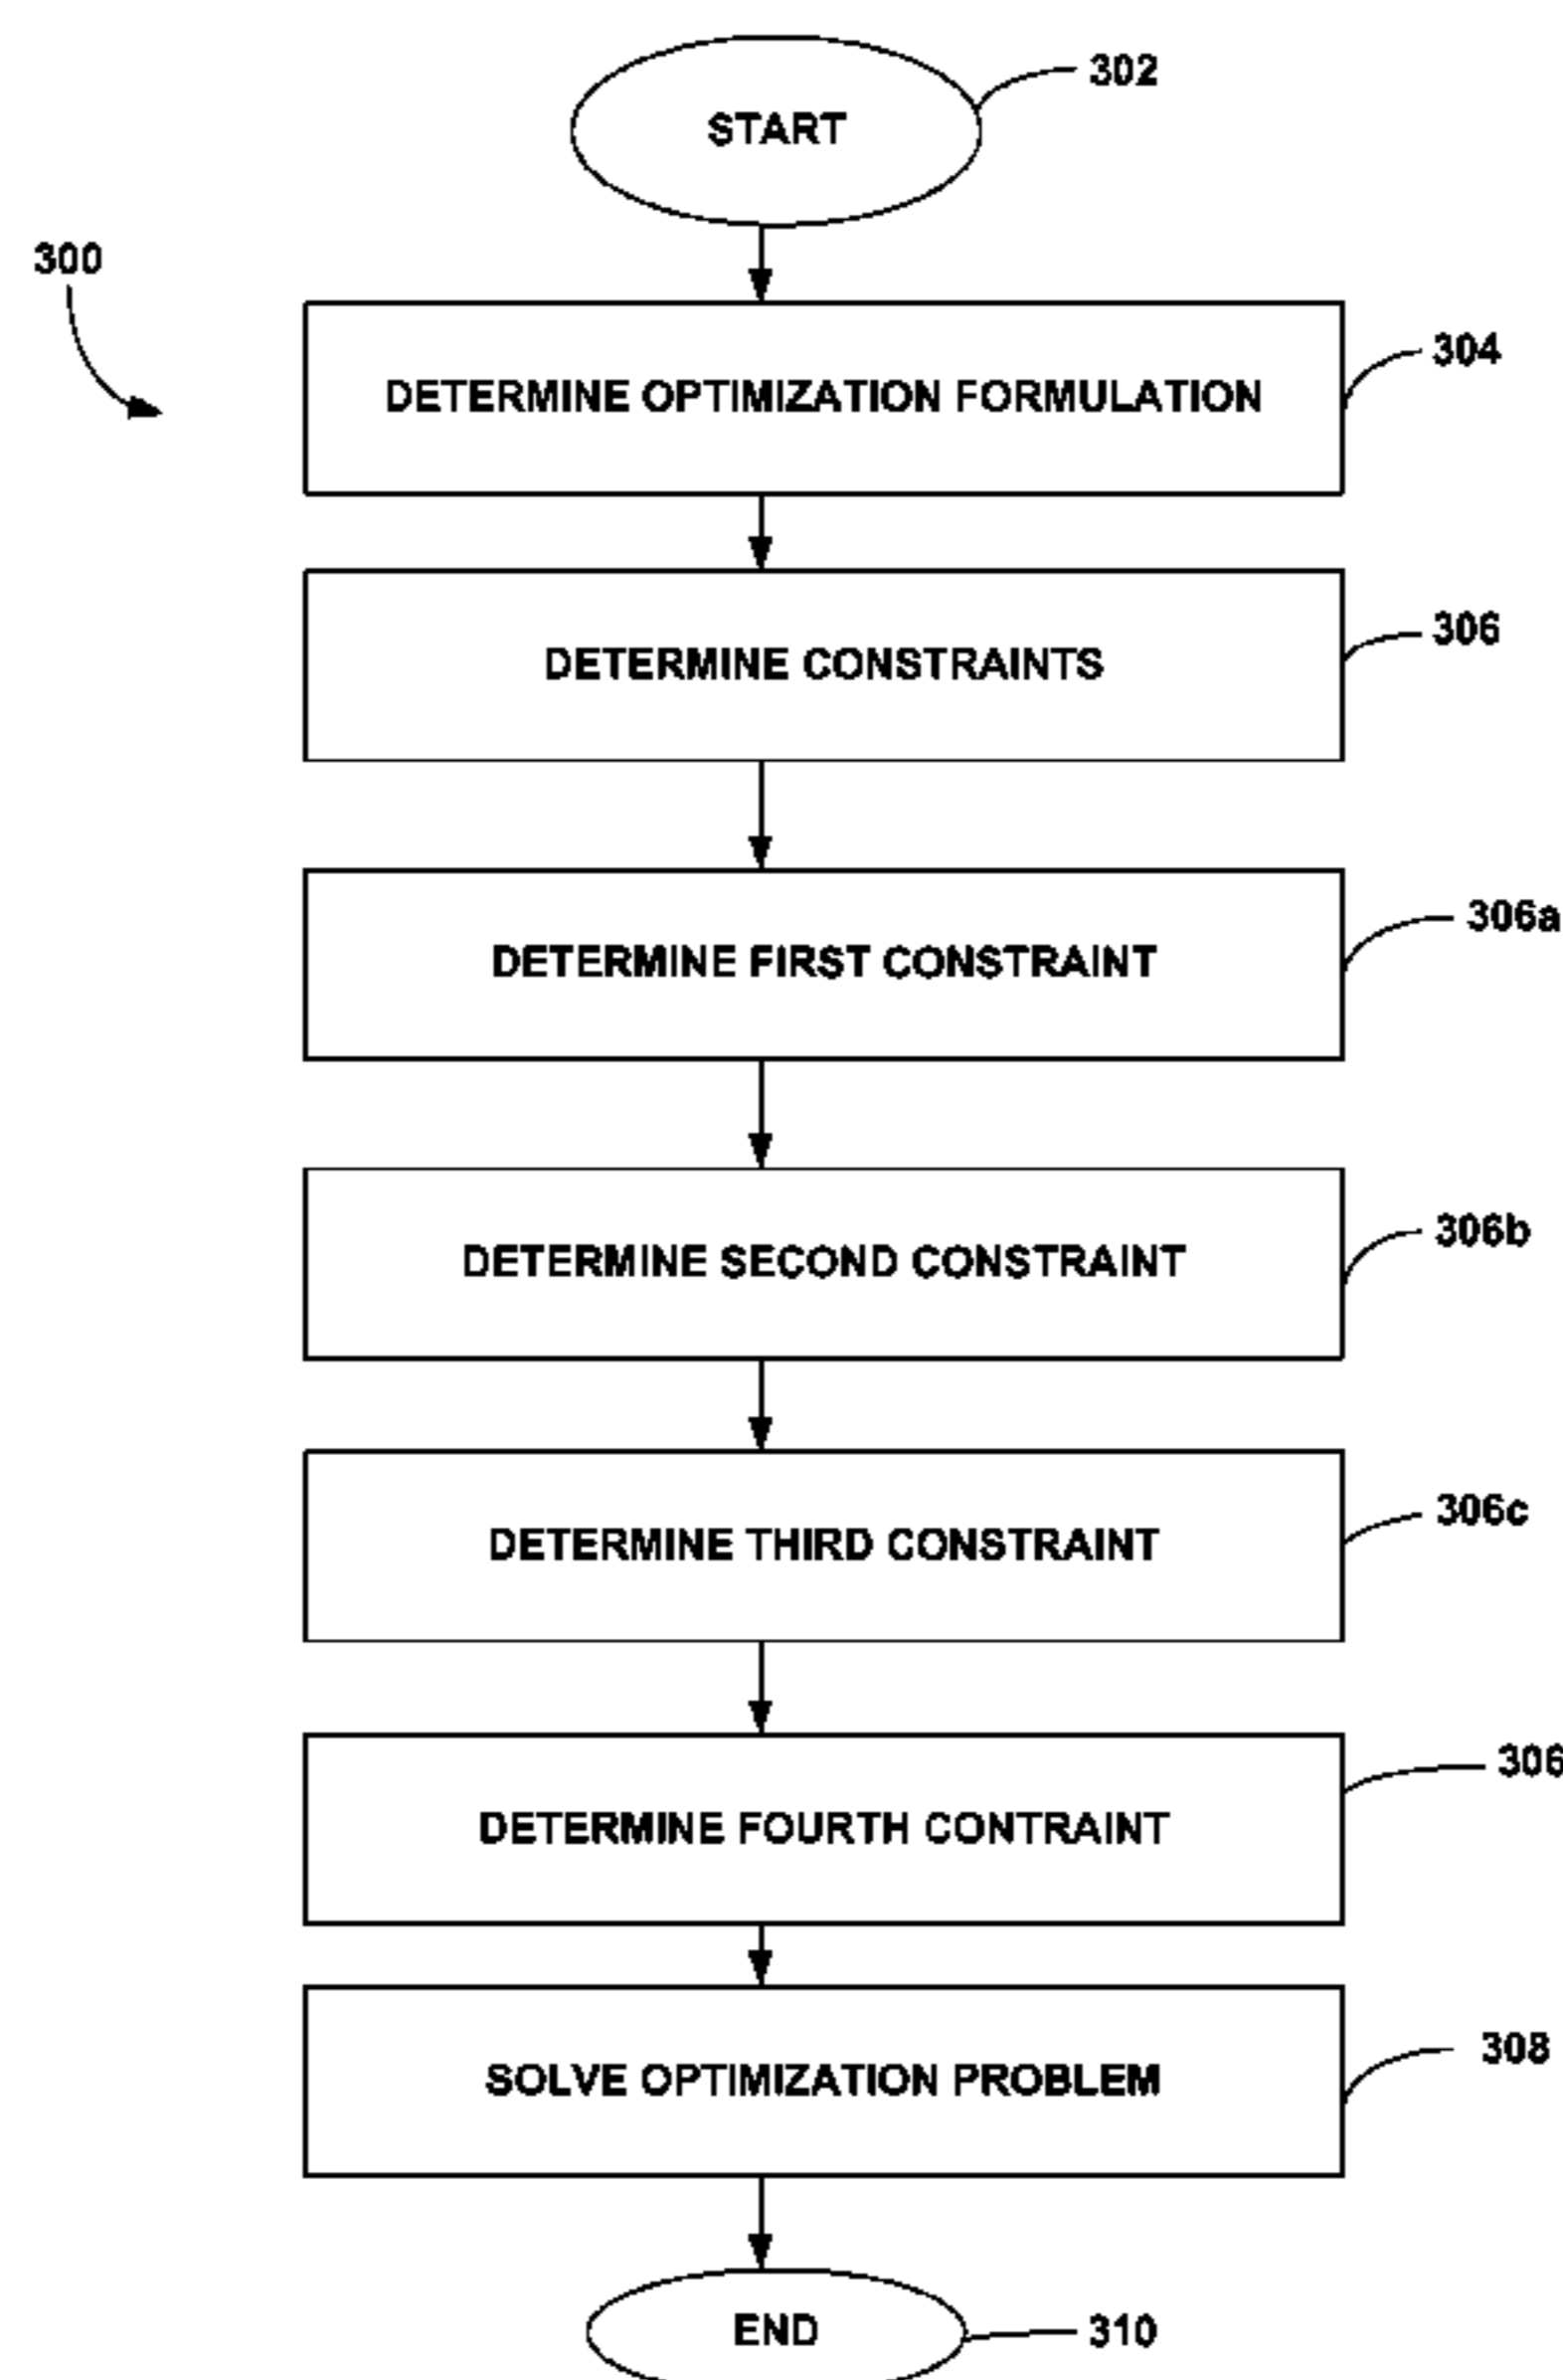 302
START
300
304
DETERMINE OPTIMIZATION FORMULATION
306
DETERMINE CONSTRAINTS
306a
DETERMINE FIRST CONSTRAINT
306b
DETERMINE SECOND CONSTRAINT
306c
DETERMINE THIRD CONSTRAINT
306
DETERMINE FOURTH CONTRAINT
308
SOLVE OPTIMIZATION PROBLEM
END
310